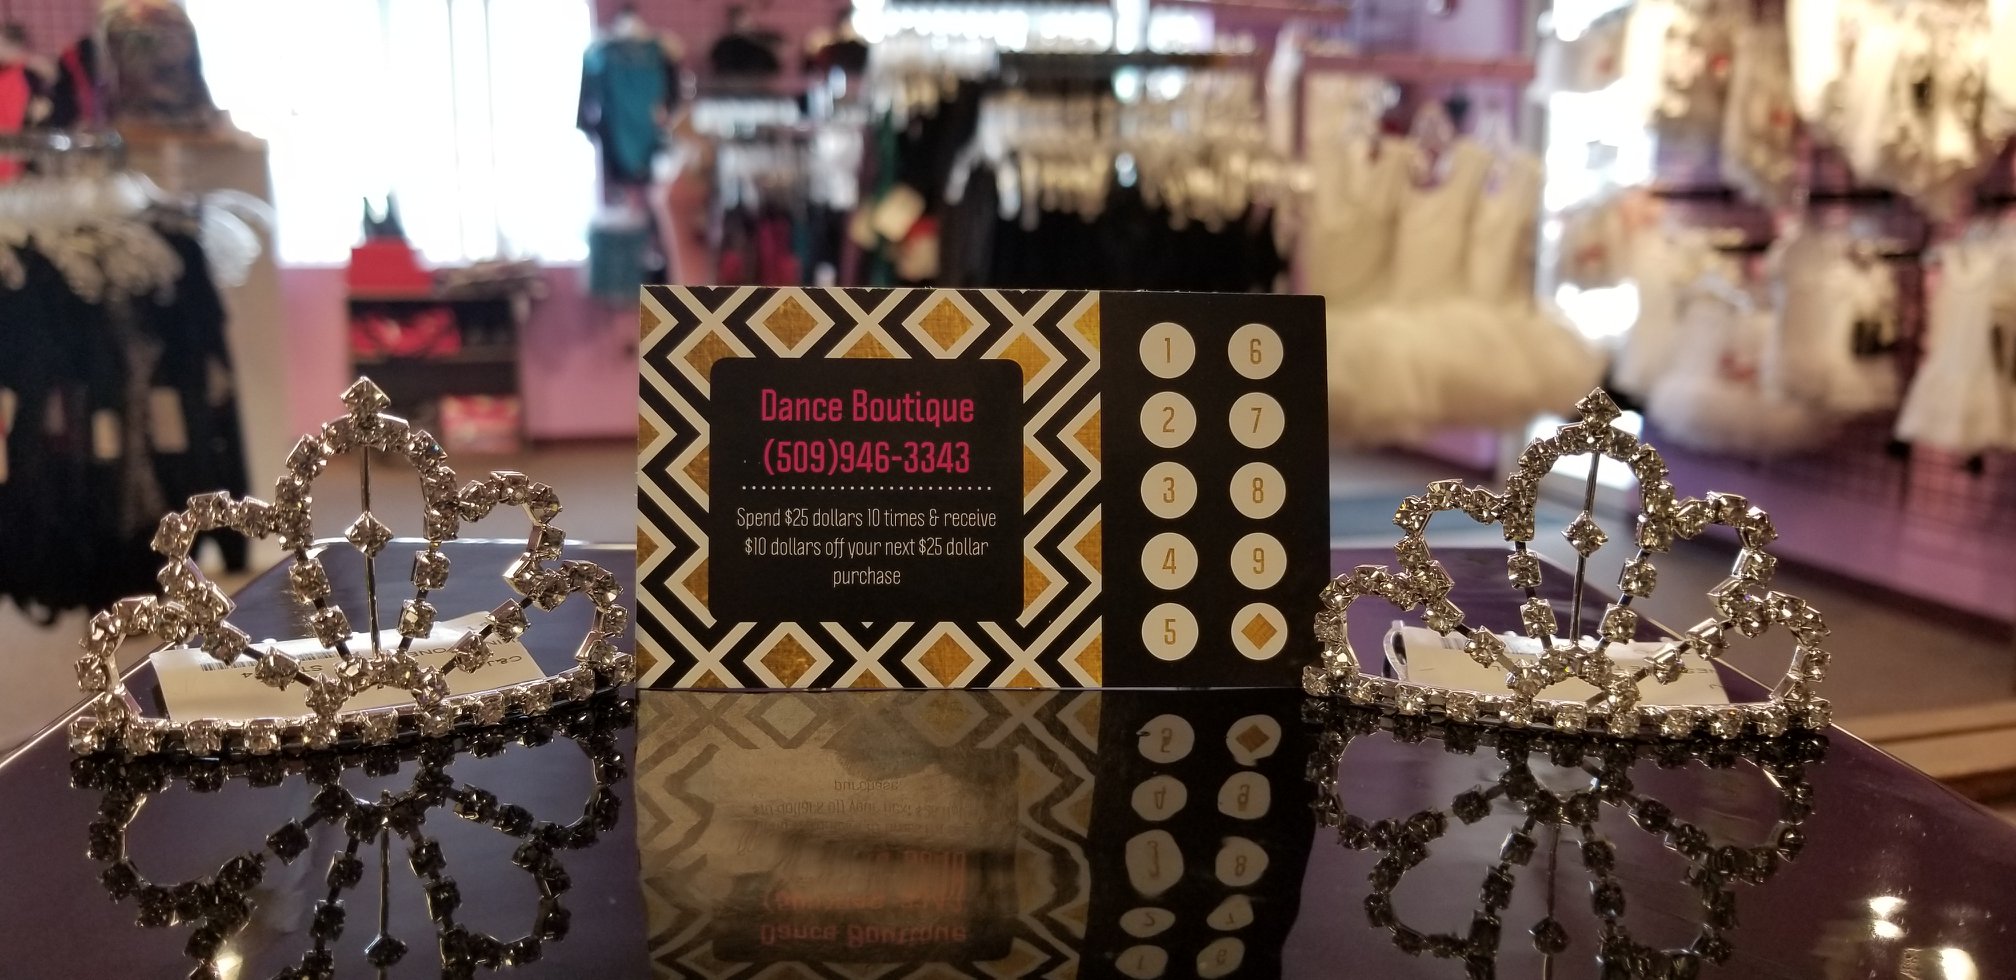 Dance Boutique
(509)946-3343
Spend $25 dollars 10 times & receive
$10 dollars off your next $25 dollar
purchase
1 6
2 7
3 8
4 9
5